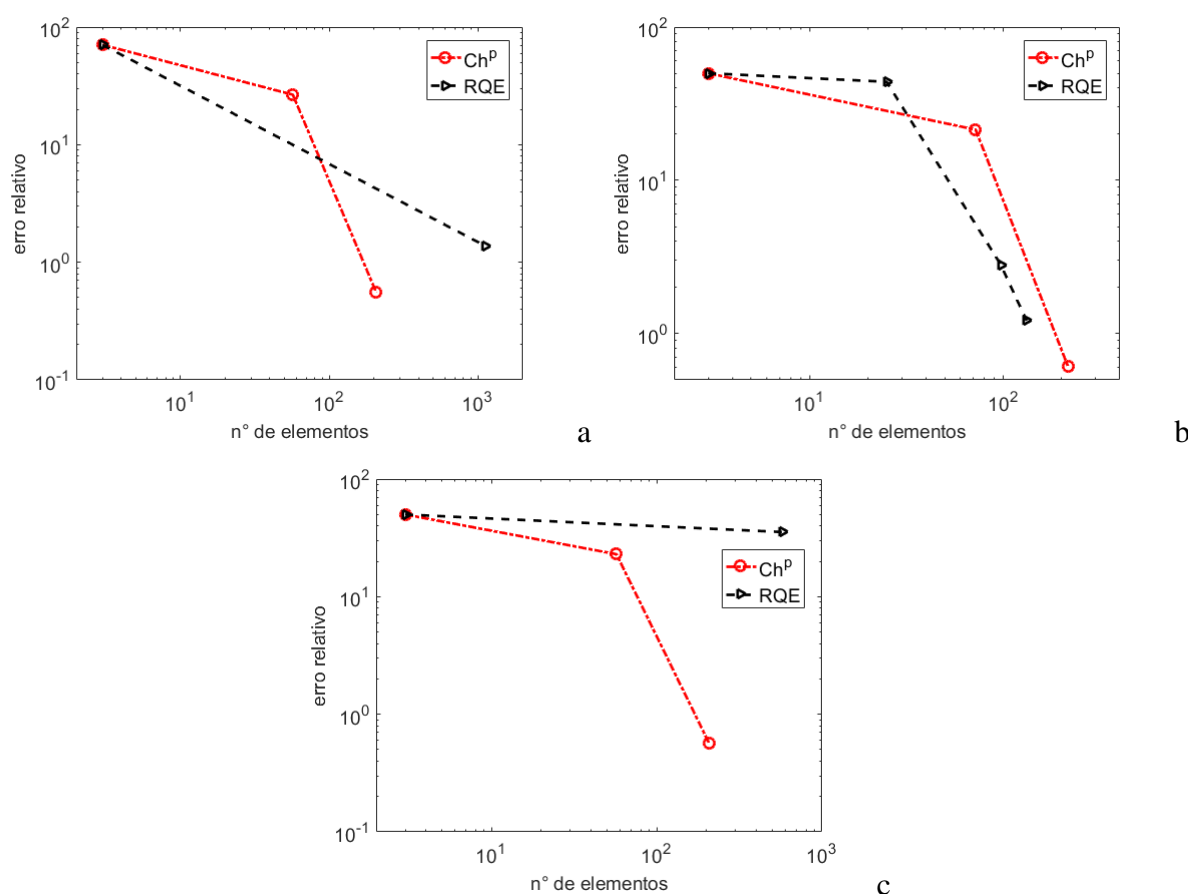 10^2
10^1
10^0
10^-1
erro relativo
10^1
10^2
10^3
n° de elementos
Ch^p
RQE
a
10^2
10^1
10^0
erro relativo
10^1
10^2
n° de elementos
Ch^p
RQE
b
10^2
10^1
10^0
10^-1
erro relativo
10^1
10^2
10^3
n° de elementos
Ch^p
RQE
c